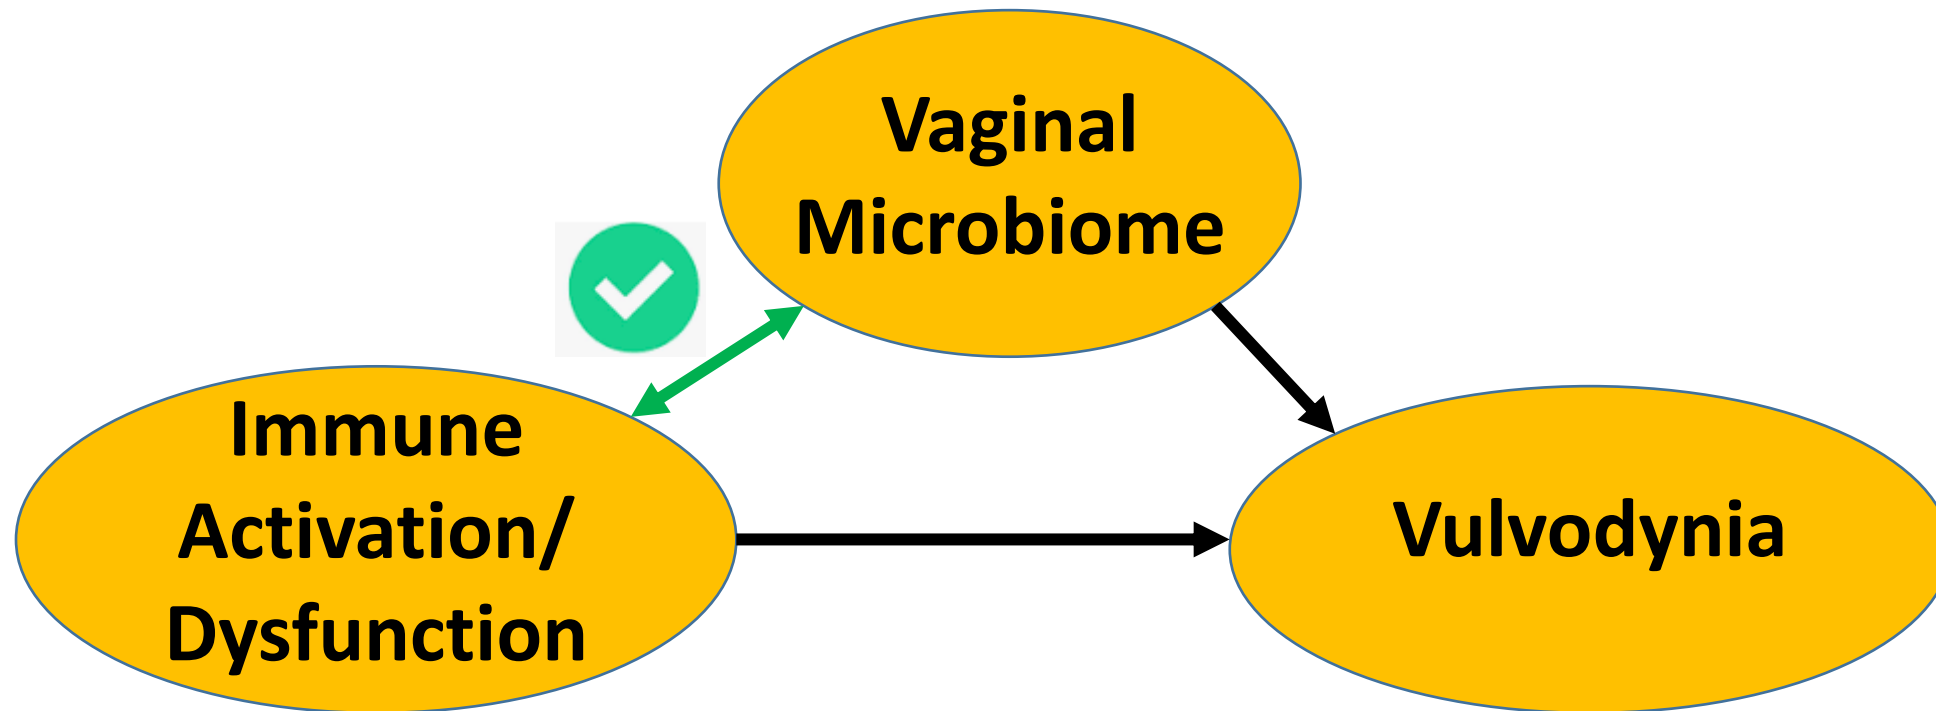 Vaginal
Microbiome
Immune
Activation/
Dysfunction
Vulvodynia